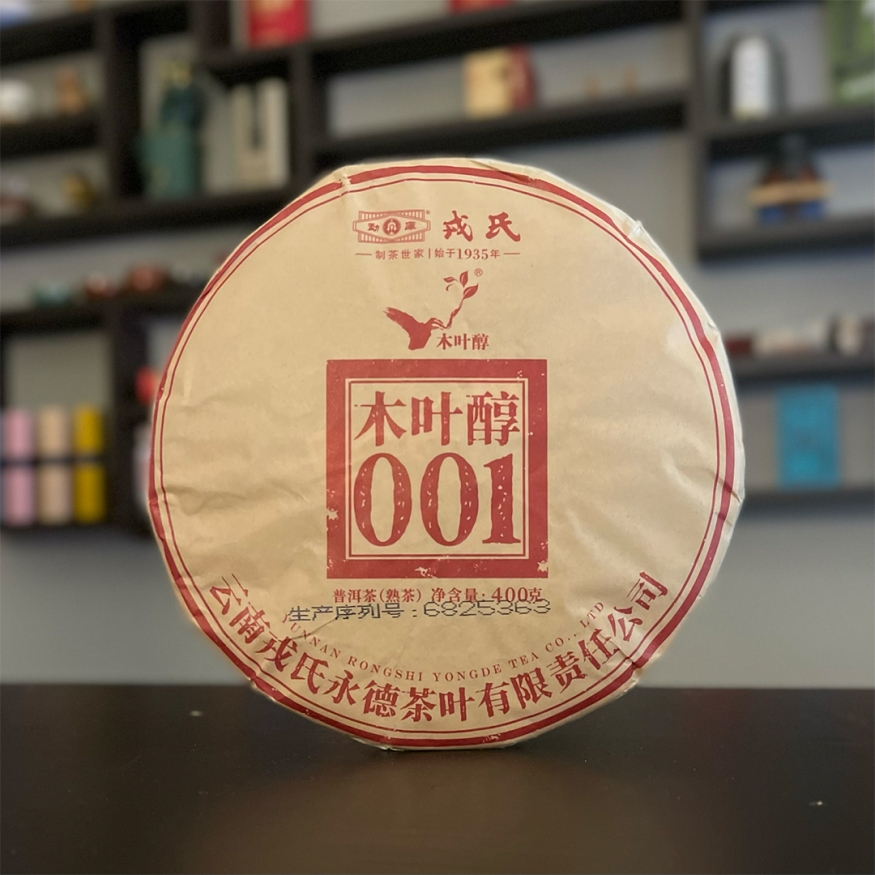 勐库 戎氏
制茶世家|始于1935年
®
木叶醇
木叶醇
001
普洱茶(熟茶) 净含量:400克
生产序列号:6825363
YUNNAN RONGSHI YONGDE TEA CO., LTD
云南戎氏永德茶叶有限责任公司